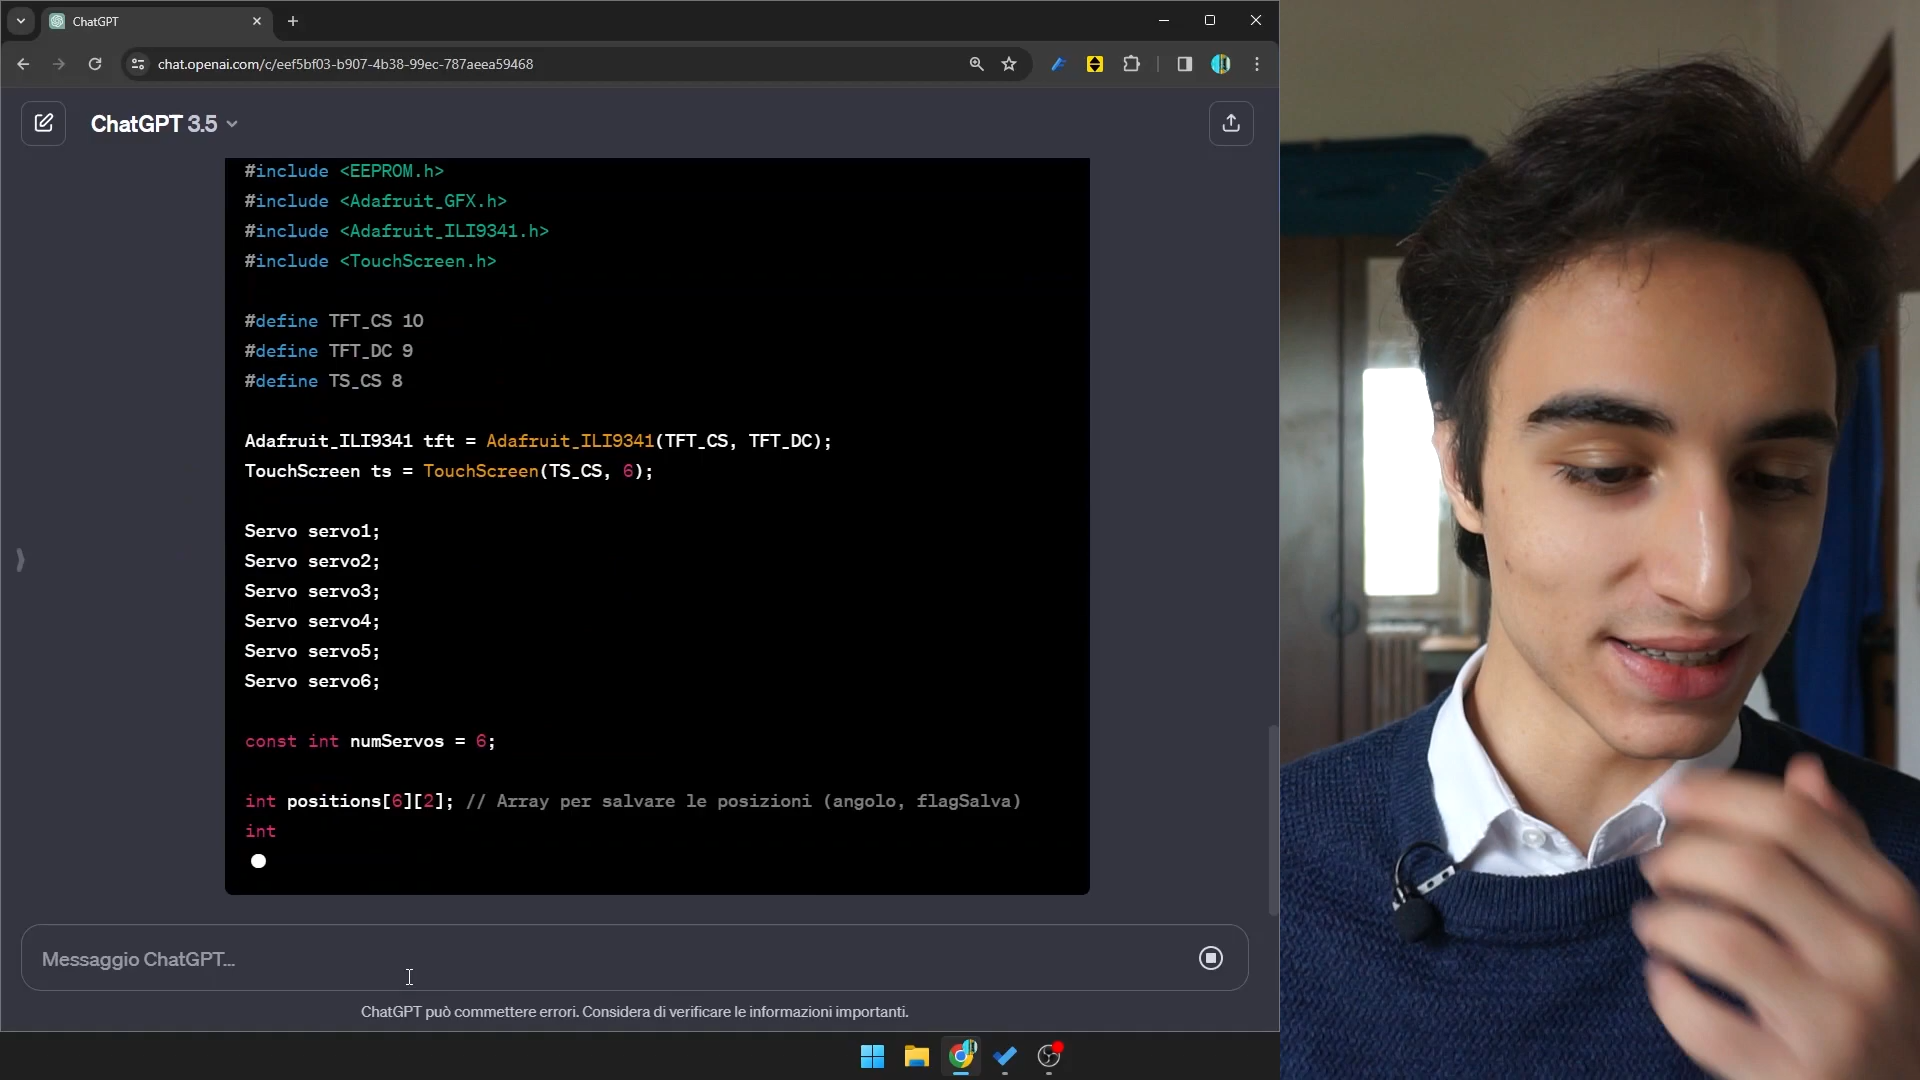 ChatGPT
chat.openai.com/c/eef5bf03-b907-4b38-99ec-787aeea59468
ChatGPT 3.5
#include <EEPROM.h>
#include <Adafruit_GFX.h>
#include <Adafruit_ILI9341.h>
#include <TouchScreen.h>
#define TFT_CS 10
#define TFT_DC 9
#define TS_CS 8
Adafruit_ILI9341 tft = Adafruit_ILI9341(TFT_CS, TFT_DC);
TouchScreen ts = TouchScreen(TS_CS, 6);
Servo servo1;
Servo servo2;
Servo servo3;
Servo servo4;
Servo servo5;
Servo servo6;
const int numServos = 6;
int positions[6][2]; // Array per salvare le posizioni (angolo, flagSalva)
int
Messaggio ChatGPT...
ChatGPT può commettere errori. Considera di verificare le informazioni importanti.